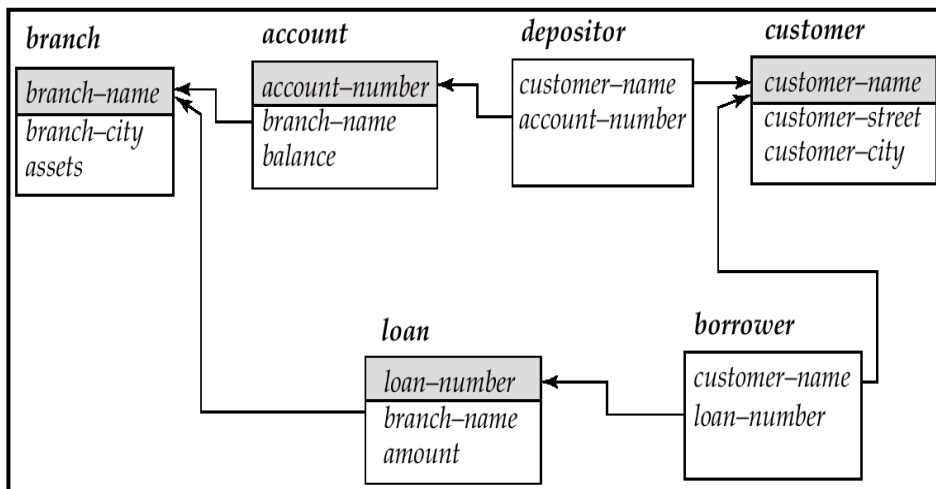 branch
branch–name
branch–city
assets
account
account–number
branch–name
balance
depositor
customer–name
account–number
customer
customer–name
customer–street
customer–city
loan
loan–number
branch–name
amount
borrower
customer–name
loan–number